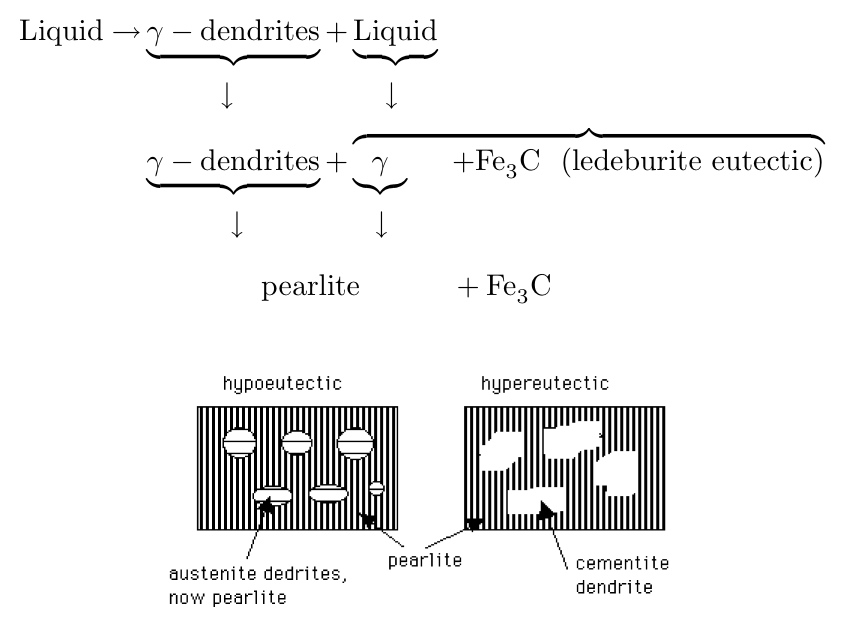 Liquid → γ − dendrites + Liquid
↓ ↓
γ − dendrites + γ +Fe₃C (ledeburite eutectic)
↓ ↓
pearlite + Fe₃C
hypoeutectic hypereutectic
pearlite
austenite dedrites,
now pearlite
cementite
dendrite